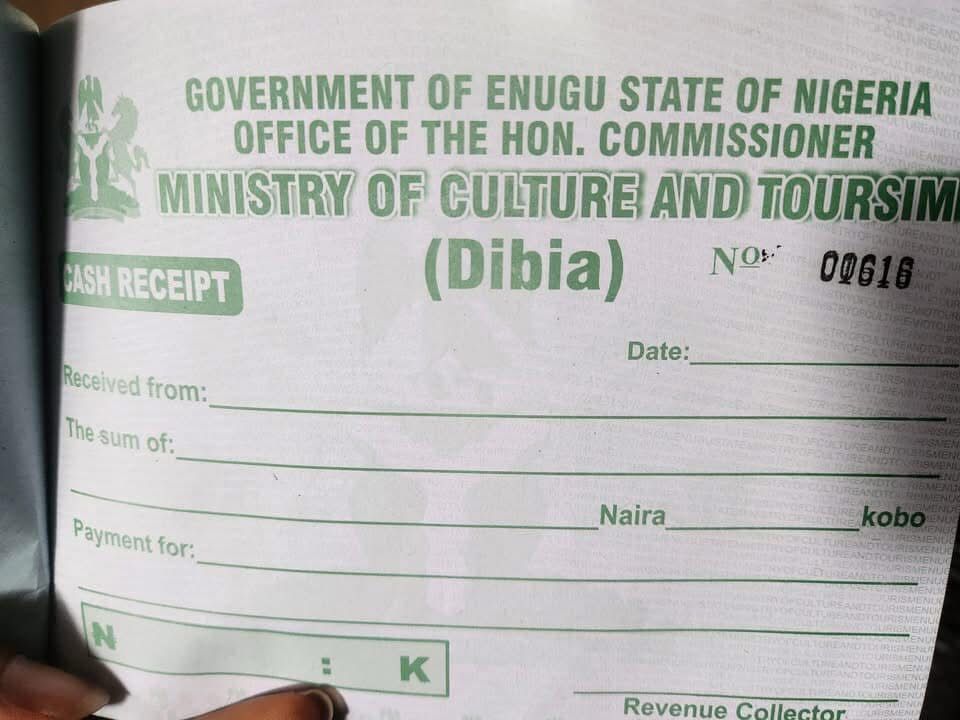 GOVERNMENT OF ENUGU STATE OF NIGERIA
OFFICE OF THE HON. COMMISSIONER
MINISTRY OF CULTURE AND TOURSIM
(Dibia)
CASH RECEIPT
No. 00616
Date:
Received from:
The sum of:
Naira kobo
Payment for:
₦ : K
Revenue Collector